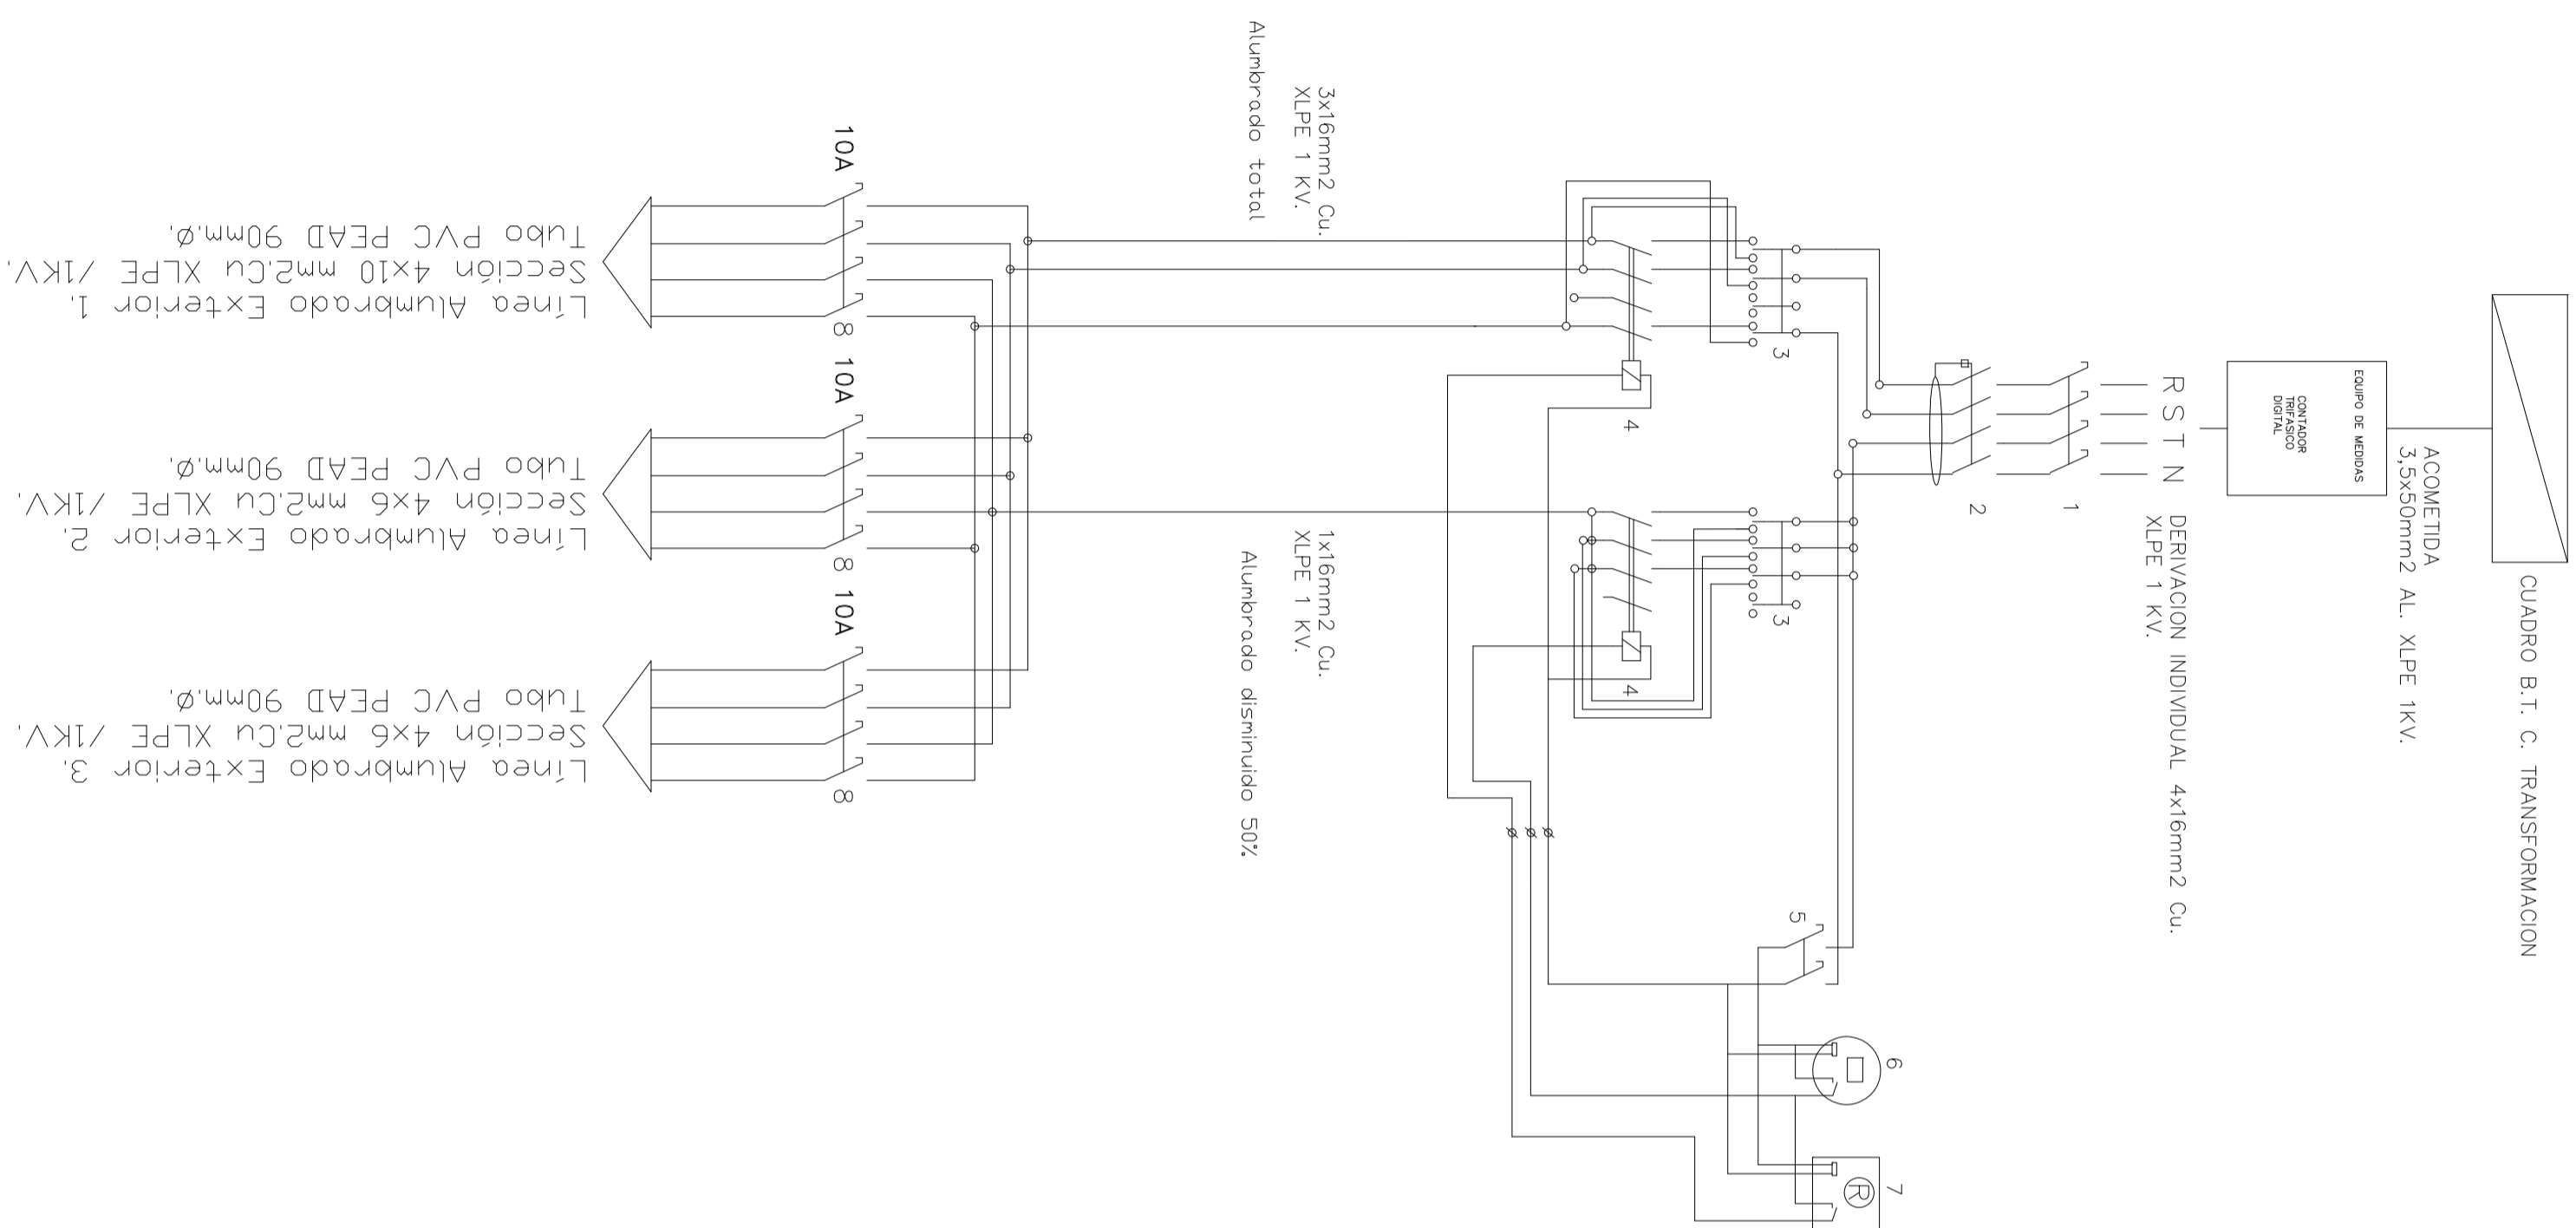 CUADRO B.T. C. TRANSFORMACION
ACOMETIDA
3,5x50mm2 AL. XLPE 1KV.
EQUIPO DE MEDIDAS
CONTADOR
TRIFASICO
DIGITAL
R S T N
DERIVACION INDIVIDUAL 4x16mm2 Cu.
XLPE 1 KV.
1
2
3
3
4
4
5
6
7
R
3x16mm2 Cu.
XLPE 1 KV.
Alumbrado total
1x16mm2 Cu.
XLPE 1 KV.
Alumbrado disminuido 50%
10A
8
10A
8
10A
8
Línea Alumbrado Exterior 1.
Sección 4x10 mm2.Cu XLPE /1KV.
Tubo PVC PEAD 90mm.Ø.
Línea Alumbrado Exterior 2.
Sección 4x6 mm2.Cu XLPE /1KV.
Tubo PVC PEAD 90mm.Ø.
Línea Alumbrado Exterior 3.
Sección 4x6 mm2.Cu XLPE /1KV.
Tubo PVC PEAD 90mm.Ø.